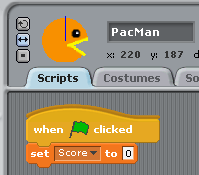 PacMan
x: 220 y: 187 d
Scripts Costumes So
when clicked
set Score to 0